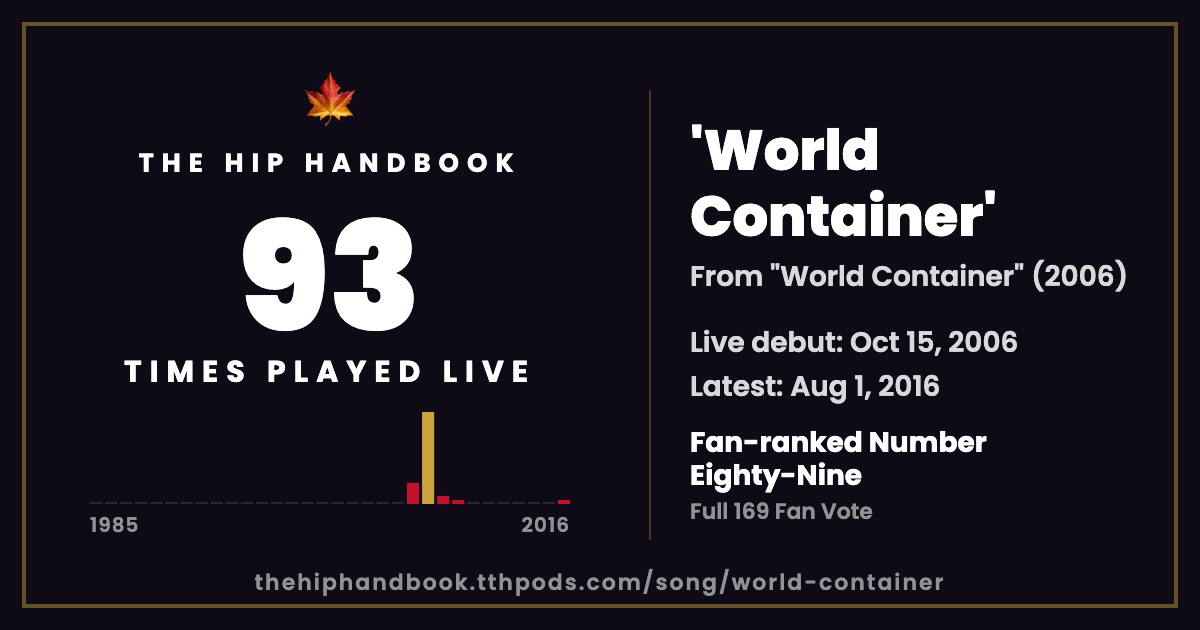 THE HIP HANDBOOK
93
TIMES PLAYED LIVE
1985
2016
'World
Container'
From "World Container" (2006)
Live debut: Oct 15, 2006
Latest: Aug 1, 2016
Fan-ranked Number
Eighty-Nine
Full 169 Fan Vote
thehiphandbook.tthpods.com/song/world-container